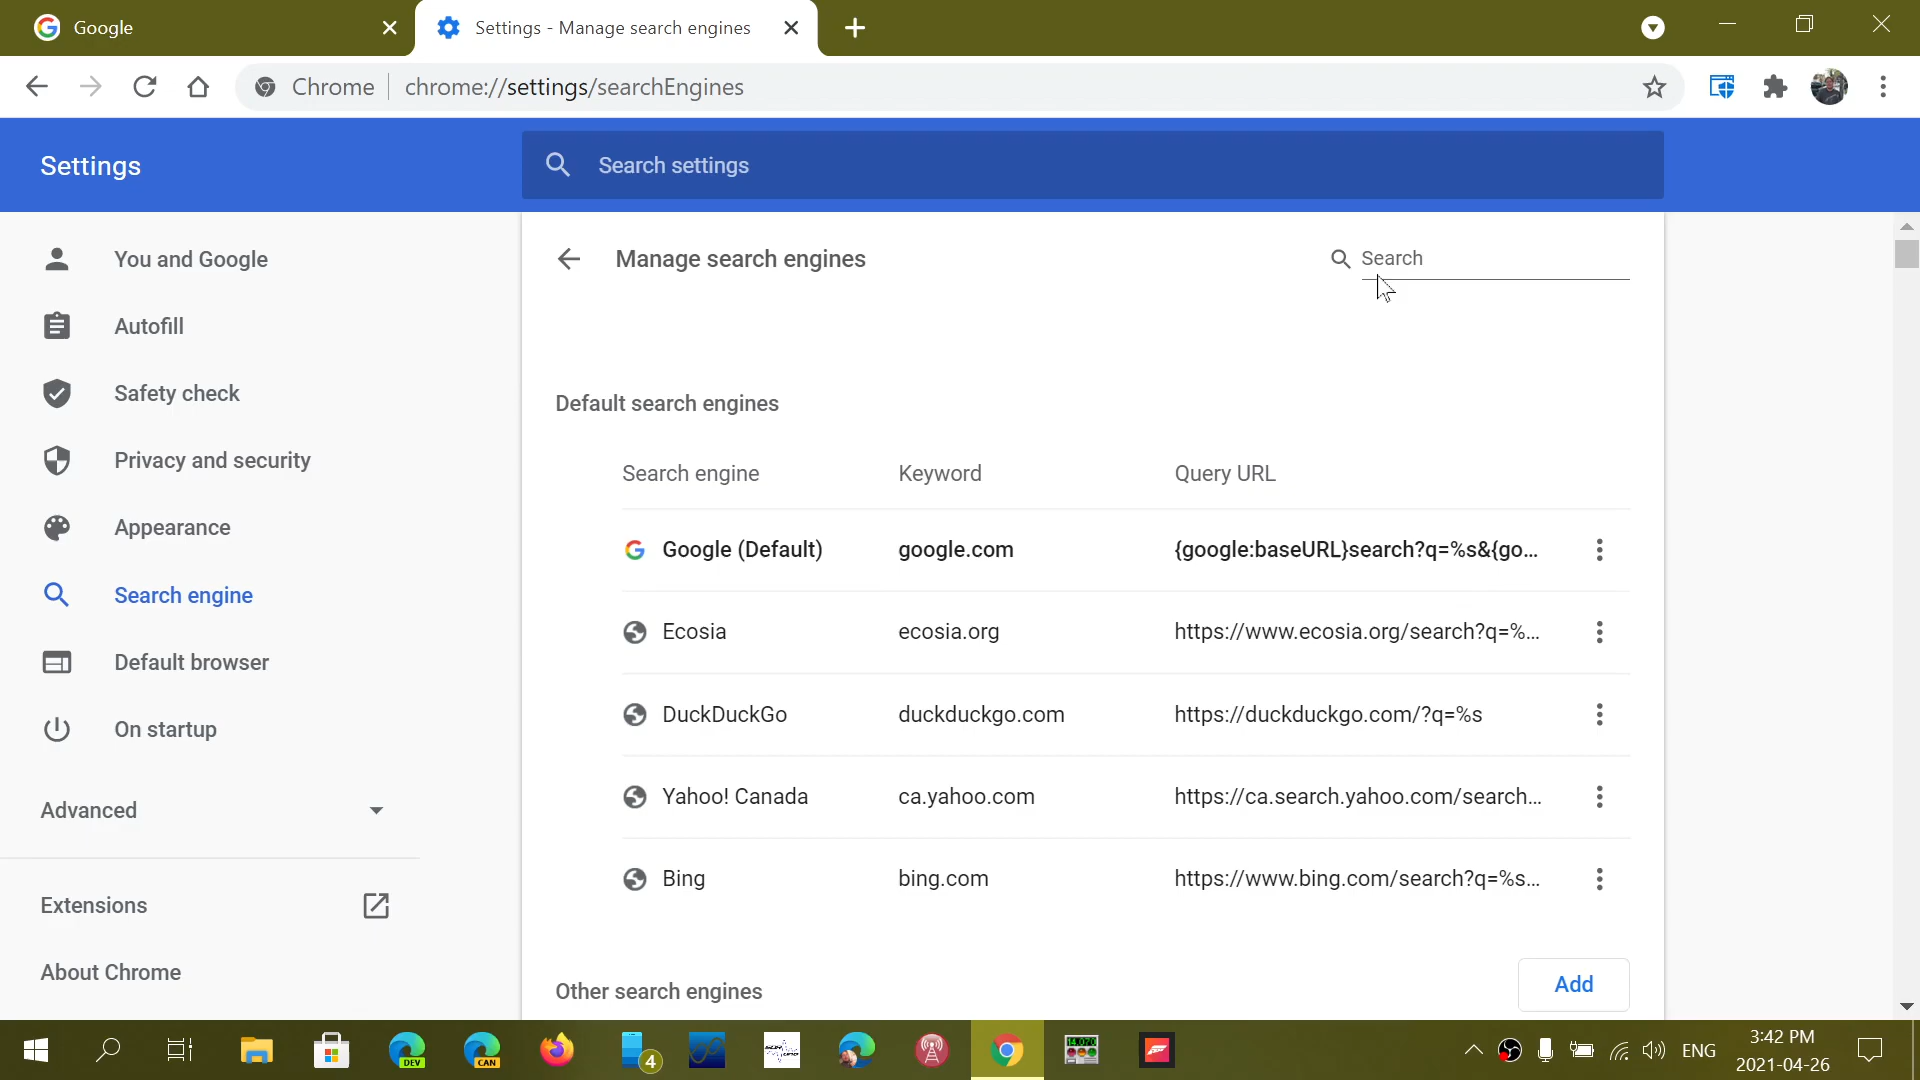 Google
Settings - Manage search engines
Chrome
chrome://settings/searchEngines
Settings
Search settings
You and Google
Autofill
Safety check
Privacy and security
Appearance
Search engine
Default browser
On startup
Advanced
Extensions
About Chrome
Manage search engines
Search
Default search engines
Search engine Keyword Query URL
Google (Default) google.com {google:baseURL}search?q=%s&{go...
Ecosia ecosia.org https://www.ecosia.org/search?q=%...
DuckDuckGo duckduckgo.com https://duckduckgo.com/?q=%s
Yahoo! Canada ca.yahoo.com https://ca.search.yahoo.com/search...
Bing bing.com https://www.bing.com/search?q=%s...
Other search engines
Add
DEV
CAN
4
14.070
ENG
3:42 PM
2021-04-26